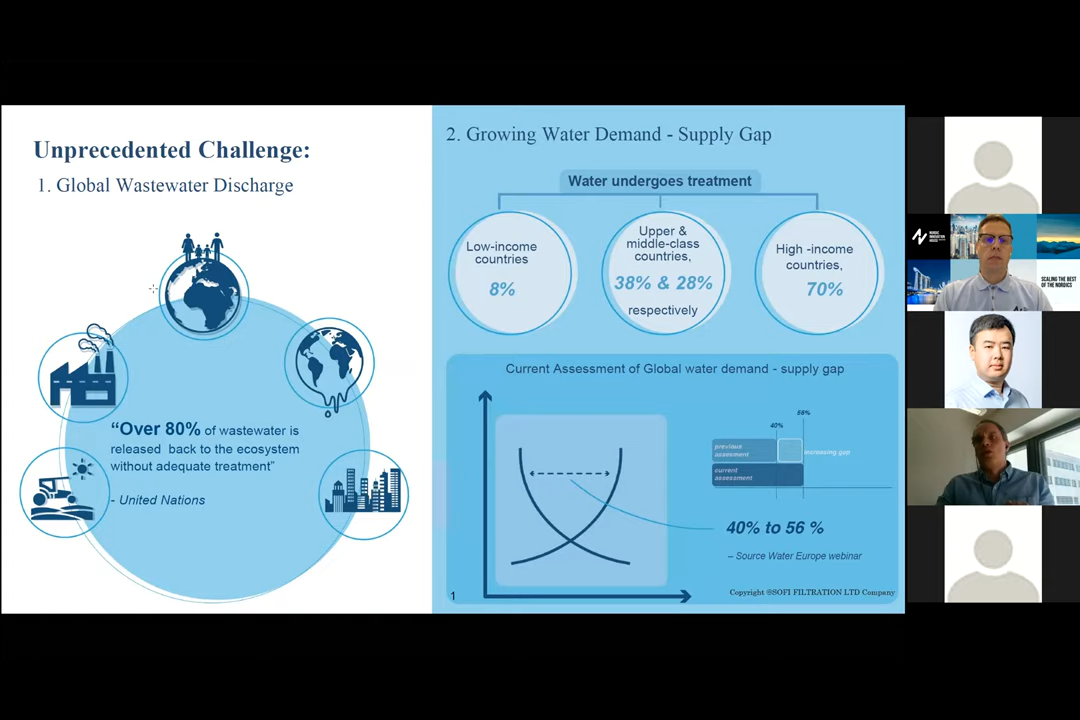 Unprecedented Challenge:
1. Global Wastewater Discharge
“Over 80% of wastewater is
released back to the ecosystem
without adequate treatment”
- United Nations
2. Growing Water Demand - Supply Gap
Water undergoes treatment
Low-income
countries
8%
Upper &
middle-class
countries,
38% & 28%
respectively
High -income
countries,
70%
Current Assessment of Global water demand - supply gap
56%
40%
previous
assesment
increasing gap
current
assessment
40% to 56 %
– Source Water Europe webinar
1
Copyright ®SOFI FILTRATION LTD Company
NORDIC
INNOVATION
HOUSE
SCALING THE BEST
OF THE NORDICS